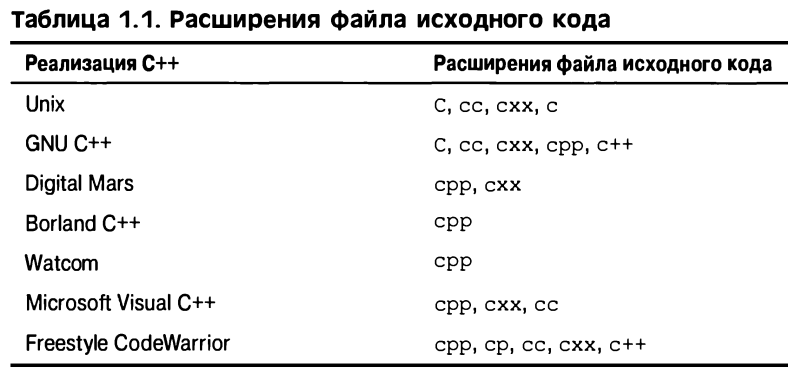 Таблица 1.1. Расширения файла исходного кода
Реализация C++ Расширения файла исходного кода
Unix C, cc, cxx, c
GNU C++ C, cc, cxx, cpp, c++
Digital Mars cpp, cxx
Borland C++ cpp
Watcom cpp
Microsoft Visual C++ cpp, cxx, cc
Freestyle CodeWarrior cpp, cp, cc, cxx, c++